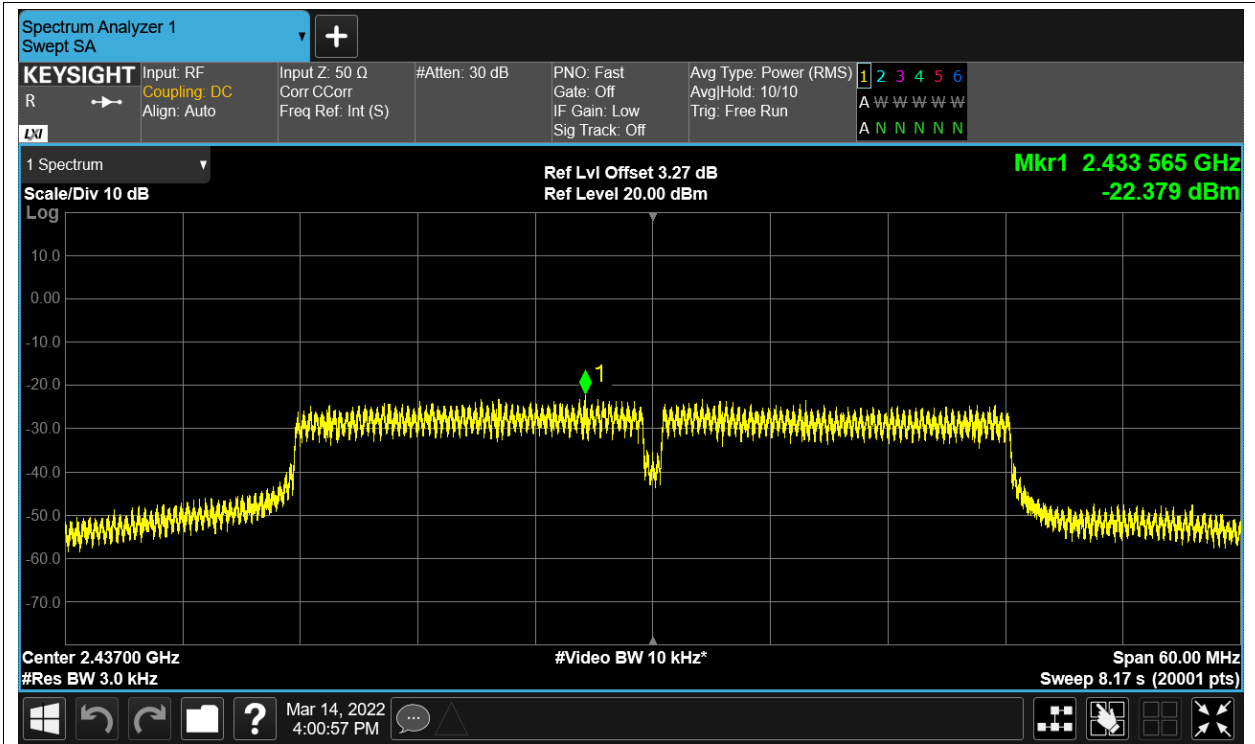 Spectrum Analyzer 1
Swept SA
KEYSIGHT
R
LXI
Input: RF
Coupling: DC
Align: Auto
Input Z: 50 Ω
Corr CCorr
Freq Ref: Int (S)
#Atten: 30 dB
PNO: Fast
Gate: Off
IF Gain: Low
Sig Track: Off
Avg Type: Power (RMS)
Avg|Hold: 10/10
Trig: Free Run
1 2 3 4 5 6
A W W W W W
A N N N N N
1 Spectrum
Scale/Div 10 dB
Log
Ref Lvl Offset 3.27 dB
Ref Level 20.00 dBm
Mkr1 2.433 565 GHz
-22.379 dBm
10.0
0.00
-10.0
-20.0
-30.0
-40.0
-50.0
-60.0
-70.0
1
Center 2.43700 GHz
#Res BW 3.0 kHz
#Video BW 10 kHz*
Span 60.00 MHz
Sweep 8.17 s (20001 pts)
?
Mar 14, 2022
4:00:57 PM